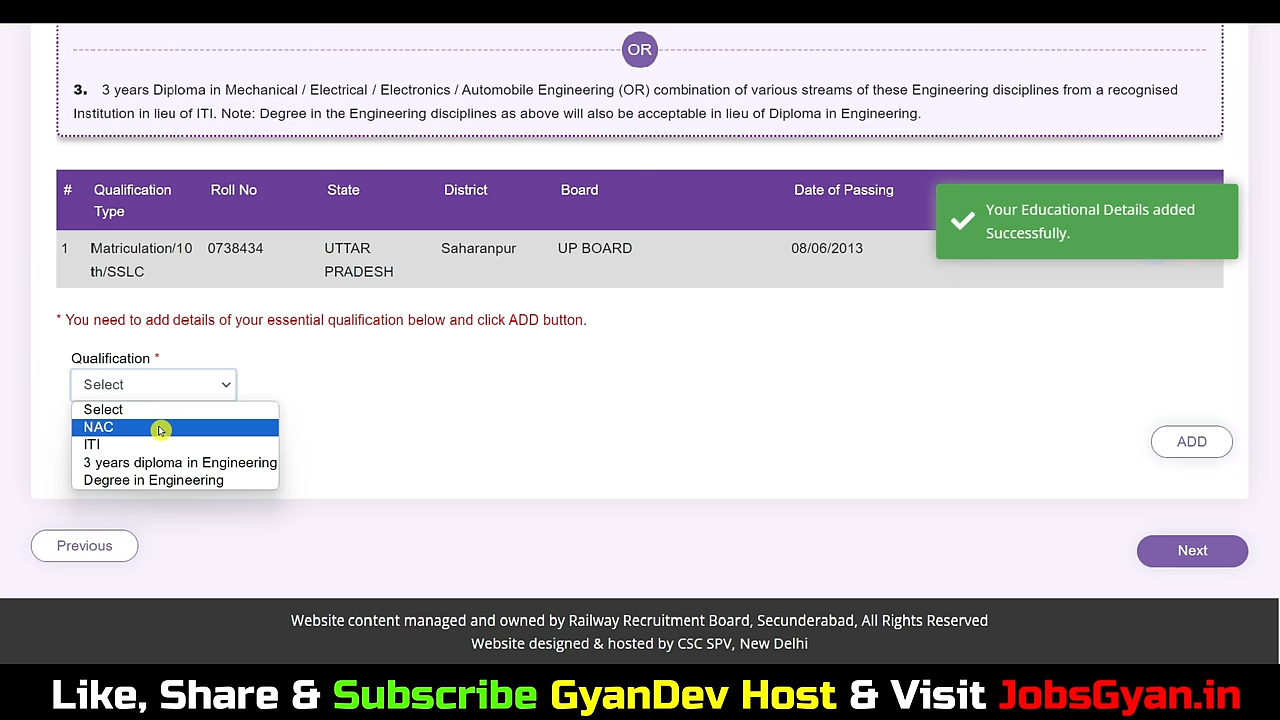 OR
3. 3 years Diploma in Mechanical / Electrical / Electronics / Automobile Engineering (OR) combination of various streams of these Engineering disciplines from a recognised
Institution in lieu of ITI. Note: Degree in the Engineering disciplines as above will also be acceptable in lieu of Diploma in Engineering.
# Qualification Type Roll No State District Board Date of Passing
Your Educational Details added
Successfully.
1 Matriculation/10 0738434 UTTAR Saharanpur UP BOARD 08/06/2013
th/SSLC PRADESH
* You need to add details of your essential qualification below and click ADD button.
Qualification *
Select
Select
NAC
ITI
3 years diploma in Engineering
Degree in Engineering
ADD
Previous
Next
Website content managed and owned by Railway Recruitment Board, Secunderabad, All Rights Reserved
Website designed & hosted by CSC SPV, New Delhi
Like, Share & Subscribe GyanDev Host & Visit JobsGyan.in